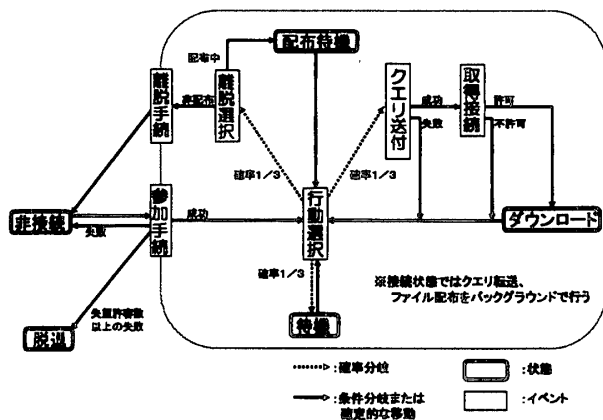 配布中
配布待機
離脱手続
非配布
離脱選択
クエリ送付
成功
失敗
取得接続
許可
不許可
確率1/3
確率1/3
非接続
参加手続
成功
失敗
行動選択
ダウンロード
確率1/3
待機
※接続状態ではクエリ転送、
ファイル配布をバックグラウンドで行う
失敗許容数
以上の失敗
脱退
:確率分岐
:状態
:条件分岐または
確定的な移動
:イベント